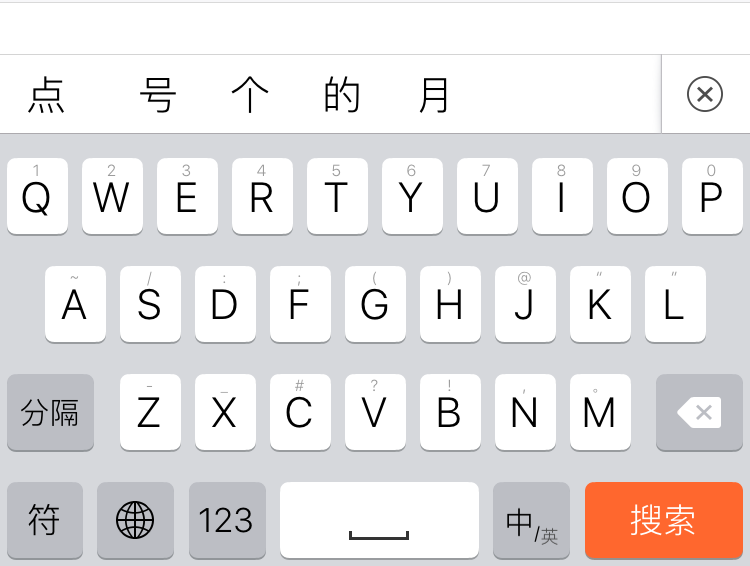 点 号 个 的 月
1 2 3 4 5 6 7 8 9 0
Q W E R T Y U I O P
~ / : ; ( ) @ “ ”
A S D F G H J K L
- _ # ? ! , 。
分隔 Z X C V B N M
符 123 中/英 搜索